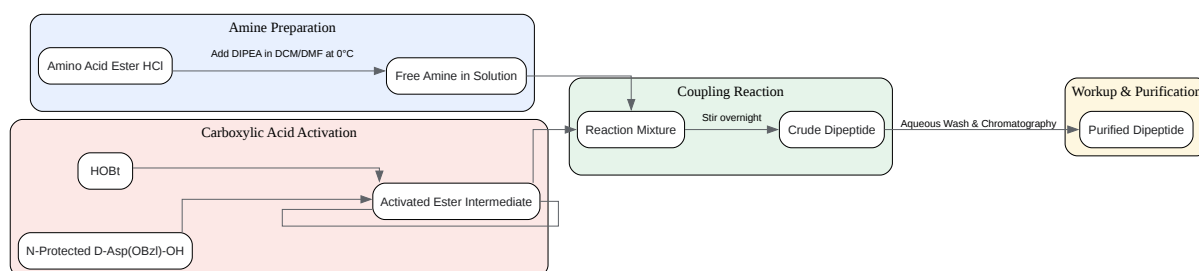 Amine Preparation
Amino Acid Ester HCl
Add DIPEA in DCM/DMF at 0°C
Free Amine in Solution
Carboxylic Acid Activation
HOBt
Activated Ester Intermediate
N-Protected D-Asp(OBzl)-OH
Coupling Reaction
Reaction Mixture
Stir overnight
Crude Dipeptide
Aqueous Wash & Chromatography
Workup & Purification
Purified Dipeptide